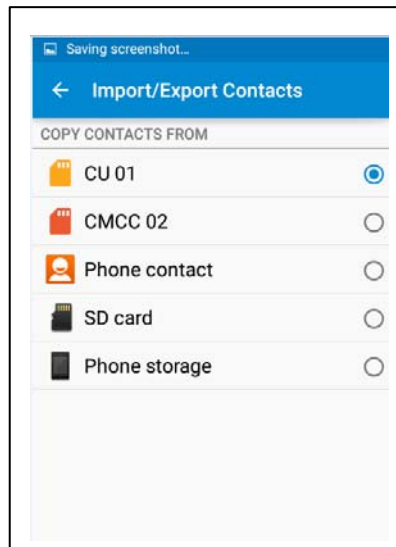 Saving screenshot...
Import/Export Contacts
COPY CONTACTS FROM
CU 01
CMCC 02
Phone contact
SD card
Phone storage